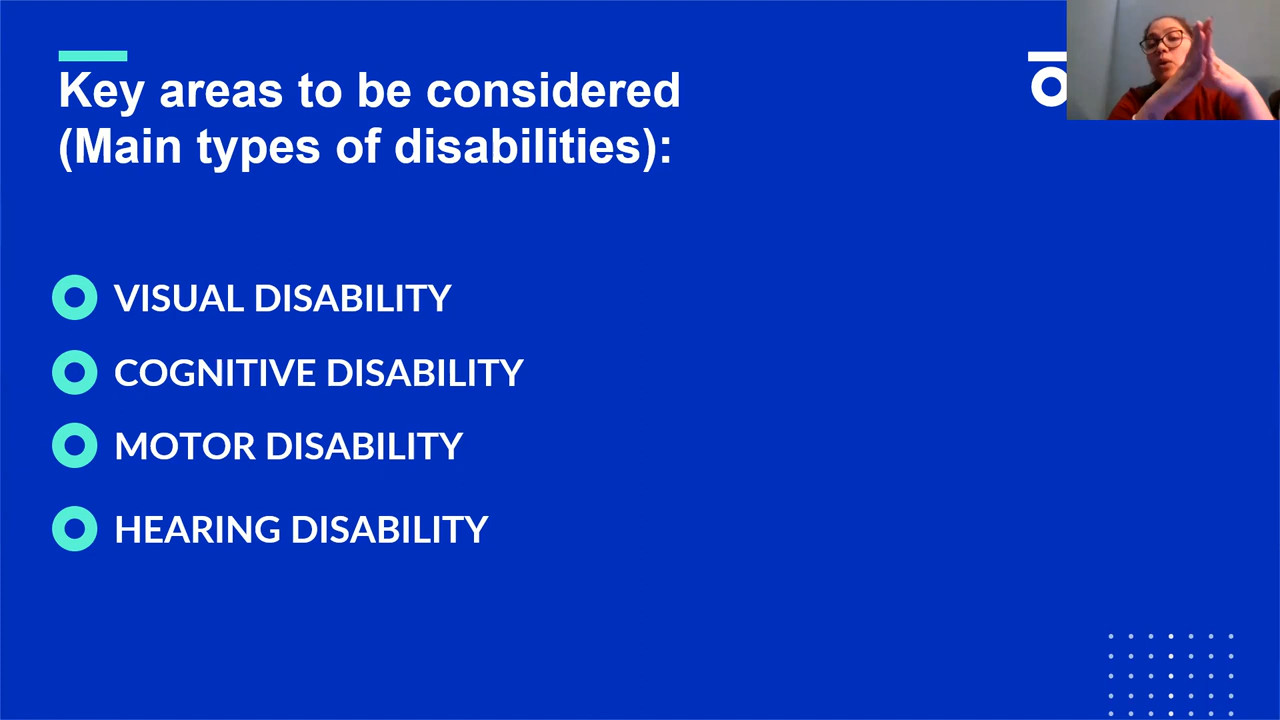 Key areas to be considered
(Main types of disabilities):
VISUAL DISABILITY
COGNITIVE DISABILITY
MOTOR DISABILITY
HEARING DISABILITY